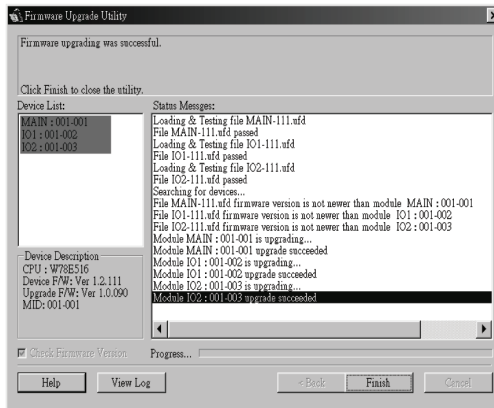 Firmware Upgrade Utility
Firmware upgrading was successful.
Click Finish to close the utility.
Device List:
MAIN : 001-001
IO1 : 001-002
IO2 : 001-003
Device Description
CPU : W78E516
Device F/W: Ver 1.2.111
Upgrade F/W: Ver 1.0.090
MID: 001-001
Check Firmware Version
Status Messges:
Loading & Testing file MAIN-111.ufd
File MAIN-111.ufd passed
Loading & Testing file IO1-111.ufd
File IO1-111.ufd passed
Loading & Testing file IO2-111.ufd
File IO2-111.ufd passed
Searching for devices...
File MAIN-111.ufd firmware version is not newer than module MAIN : 001-001
File IO1-111.ufd firmware version is not newer than module IO1 : 001-002
File IO2-111.ufd firmware version is not newer than module IO2 : 001-003
Module MAIN : 001-001 is upgrading...
Module MAIN : 001-001 upgrade succeeded
Module IO1 : 001-002 is upgrading...
Module IO1 : 001-002 upgrade succeeded
Module IO2 : 001-003 is upgrading...
Module IO2 : 001-003 upgrade succeeded
Progress...
Help View Log < Back Finish Cancel